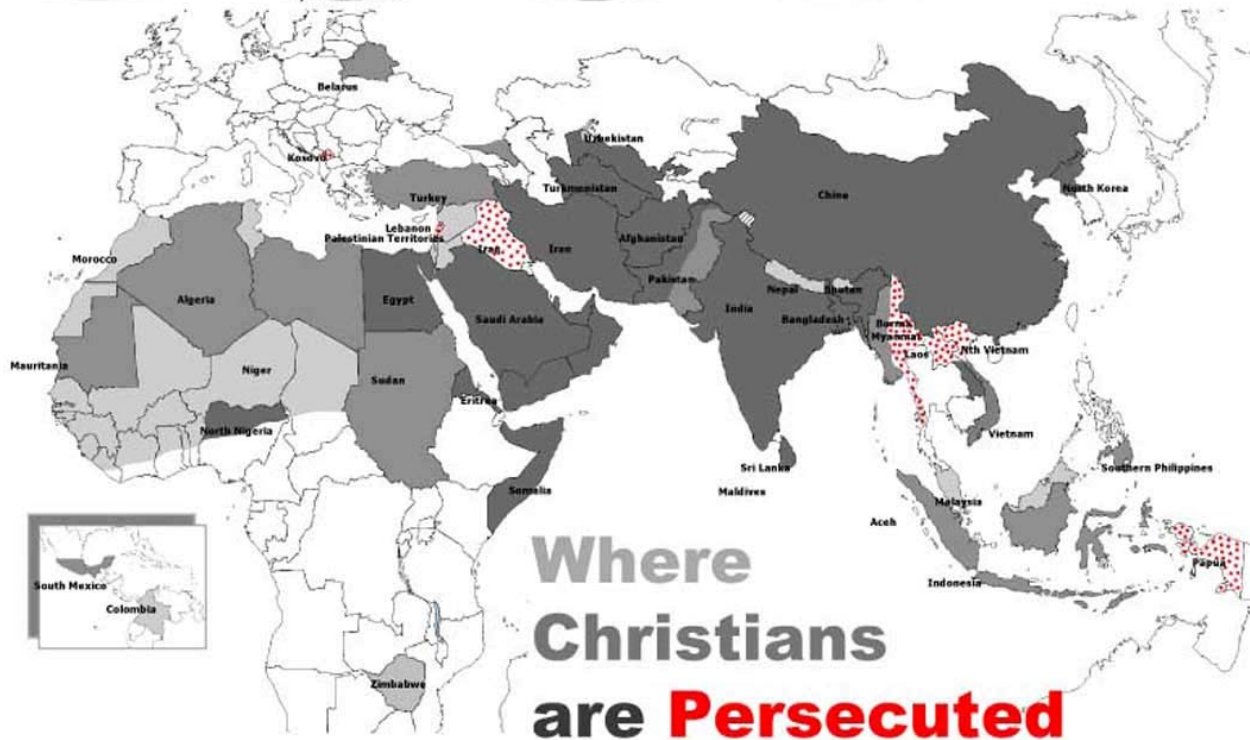 Belarus
Uzbekistan
Kosovo
Turkmenistan
North Korea
China
Turkey
Lebanon
Palestinian Territories
Iraq
Iran
Afghanistan
Morocco
Pakistan
Algeria
Egypt
Nepal
Bhutan
India
Saudi Arabia
Bangladesh
Burma
Myanmar
Laos
Nth Vietnam
Mauritania
Niger
Sudan
Eritrea
North Nigeria
Vietnam
Sri Lanka
Southern Philippines
Somalia
Maldives
Malaysia
Aceh
Papua
Indonesia
South Mexico
Colombia
Zimbabwe
Where
Christians
are Persecuted